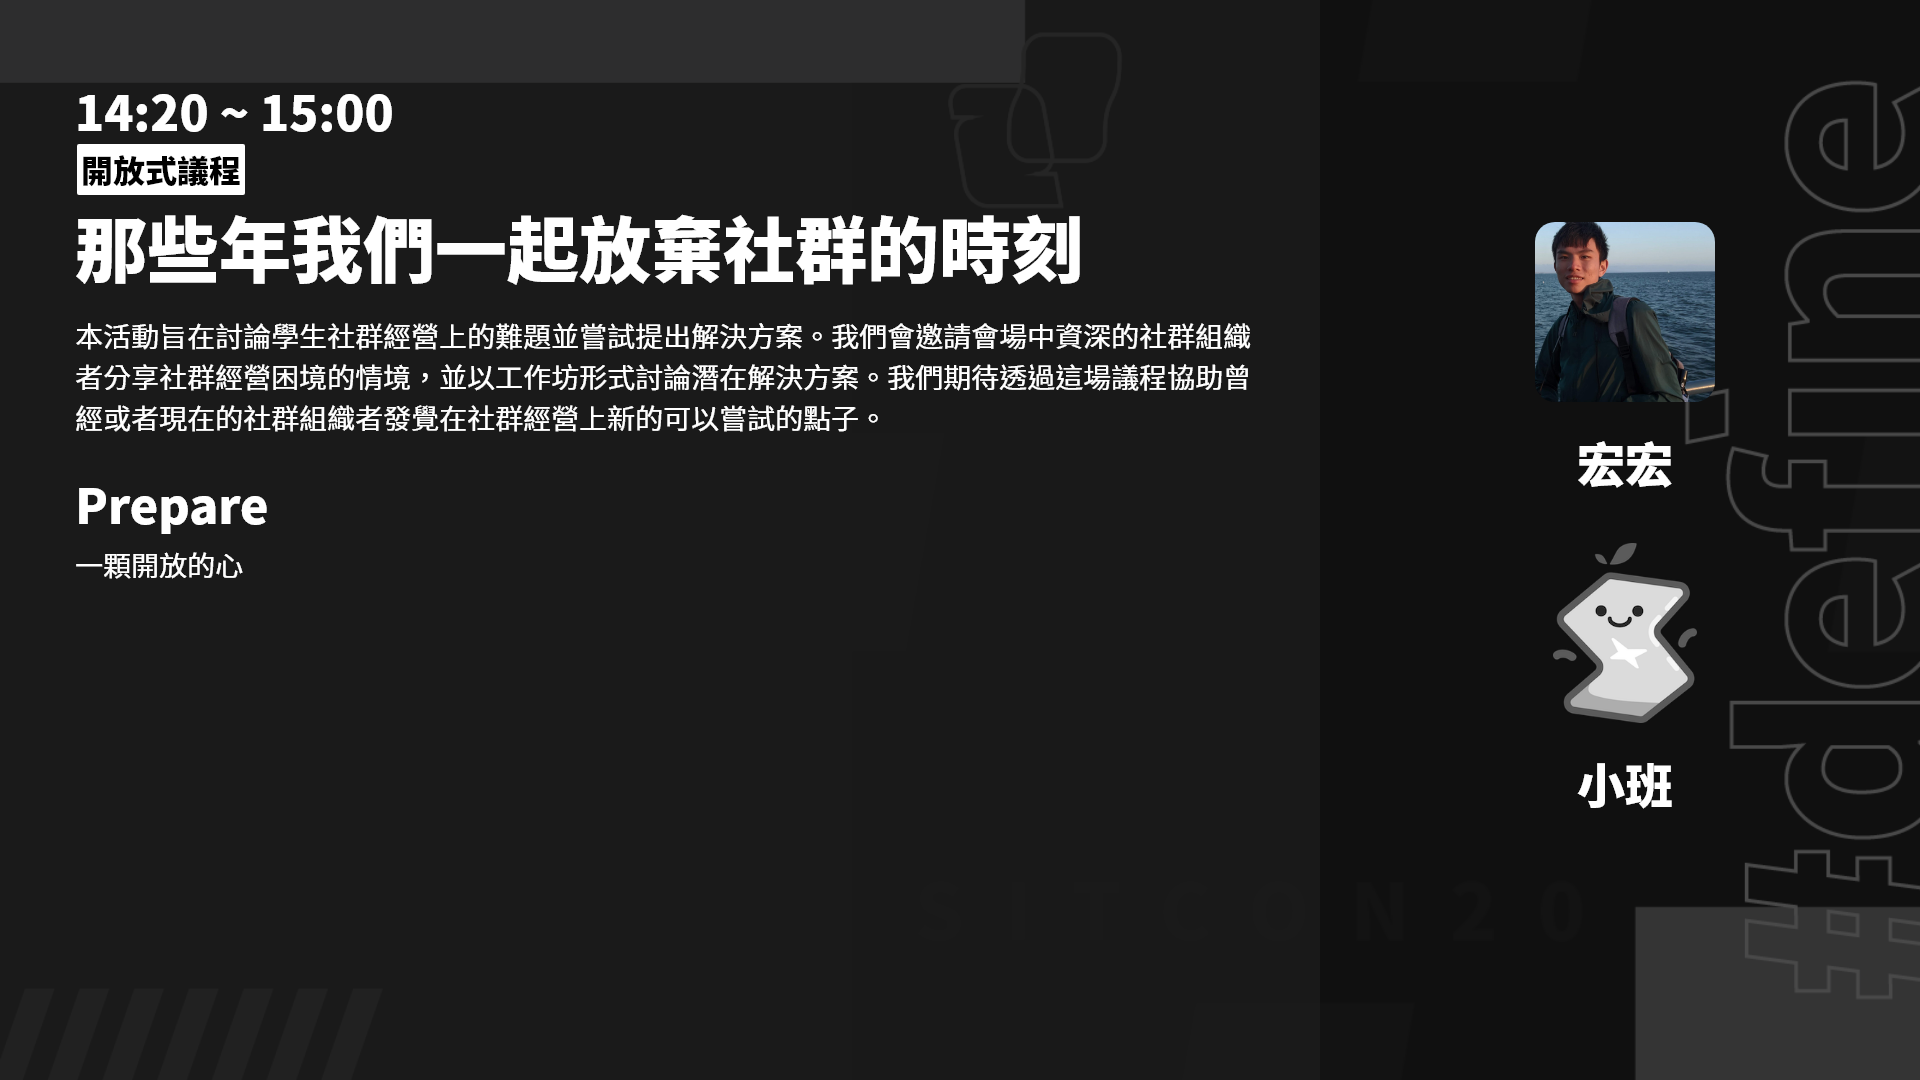 14:20 ~ 15:00
開放式議程
那些年我們一起放棄社群的時刻
本活動旨在討論學生社群經營上的難題並嘗試提出解決方案。我們會邀請會場中資深的社群組織
者分享社群經營困境的情境，並以工作坊形式討論潛在解決方案。我們期待透過這場議程協助曾
經或者現在的社群組織者發覺在社群經營上新的可以嘗試的點子。
Prepare
一顆開放的心
宏宏
小班
#define
SITCON20